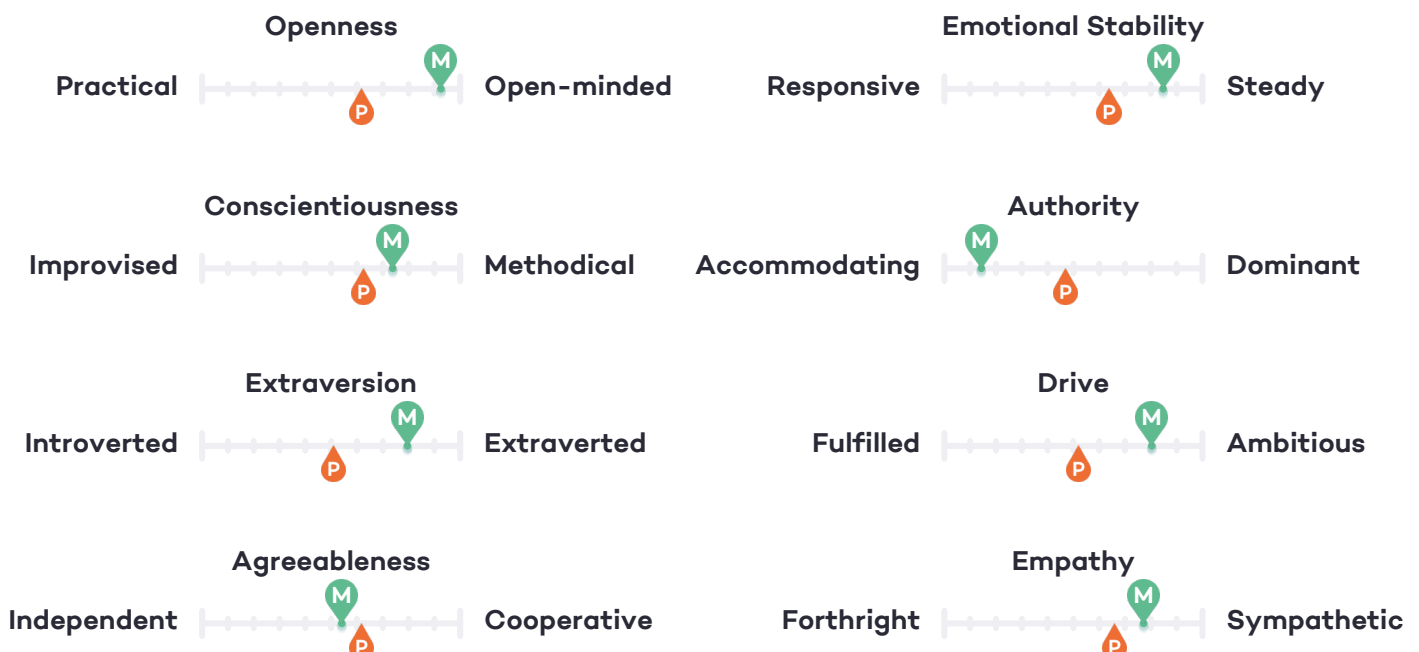 Openness
Practical
M
P
Open-minded
Emotional Stability
Responsive
M
P
Steady
Conscientiousness
Improvised
M
P
Methodical
Authority
Accommodating
M
P
Dominant
Extraversion
Introverted
M
P
Extraverted
Drive
Fulfilled
M
P
Ambitious
Agreeableness
Independent
M
P
Cooperative
Empathy
Forthright
M
P
Sympathetic